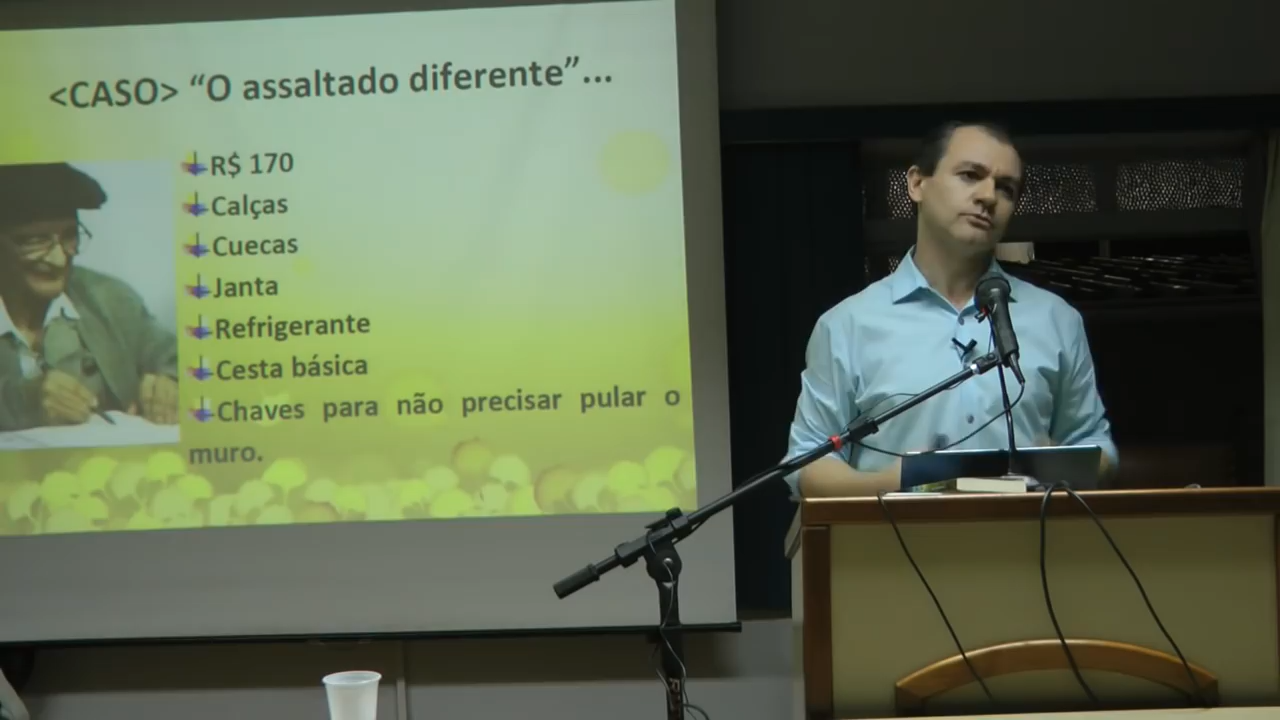 <CASO> “O assaltado diferente”...
R$ 170
Calças
Cuecas
Janta
Refrigerante
Cesta básica
Chaves para não precisar pular o
muro.